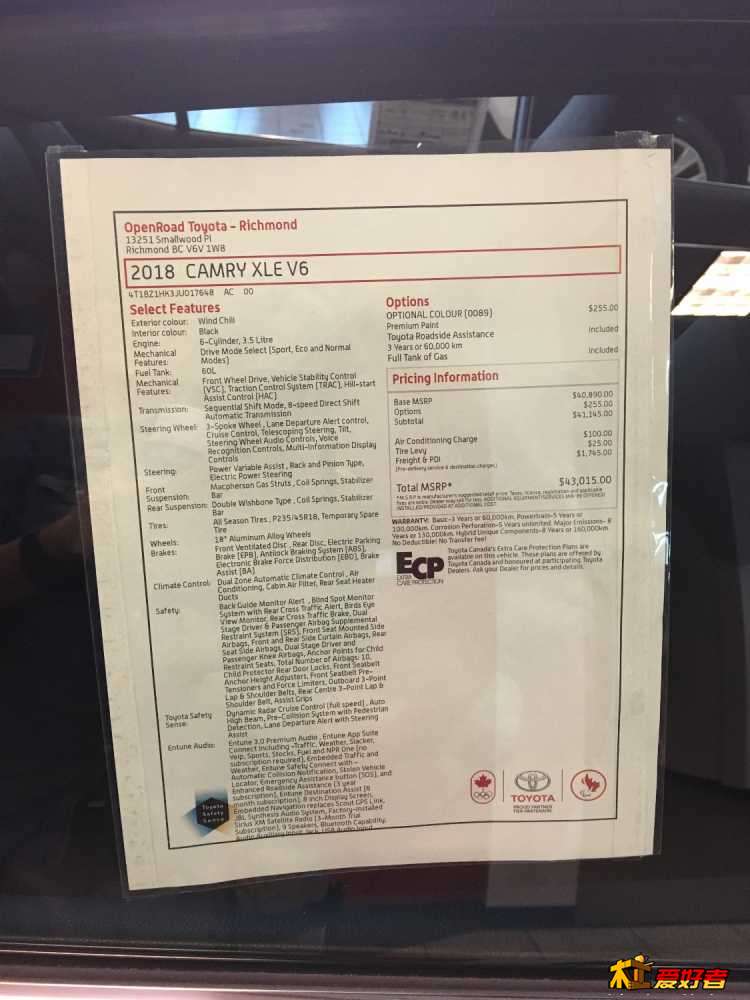 OpenRoad Toyota - Richmond
13251 Smallwood Pl
Richmond BC V6V 1W8
2018 CAMRY XLE V6
4T1BZ1HK3JU017648 AC 00
Select Features
Exterior colour: Wind Chill
Interior colour: Black
Engine: 6-Cylinder, 3.5 Litre
Mechanical Features: Drive Mode Select (Sport, Eco and Normal
Modes)
Fuel Tank: 60L
Mechanical Features: Front Wheel Drive, Vehicle Stability Control
(VSC), Traction Control System (TRAC), Hill-start
Assist Control (HAC)
Transmission: Sequential Shift Mode, 8-speed Direct Shift
Automatic Transmission
Steering Wheel: 3-Spoke Wheel, Lane Departure Alert control,
Cruise Control, Telescoping Steering, Tilt,
Steering Wheel Audio Controls, Voice
Recognition Controls, Multi-Information Display
Controls
Steering: Power Variable Assist, Rack and Pinion Type,
Electric Power Steering
Front Suspension: Macpherson Gas Struts, Coil Springs, Stabilizer
Bar
Rear Suspension: Double Wishbone Type, Coil Springs, Stabilizer
Bar
Tires: All Season Tires, P235/45R18, Temporary Spare
Tire
Wheels: 18" Aluminum Alloy Wheels
Brakes: Front Ventilated Disc, Rear Disc, Electric Parking
Brake (EPB), Antilock Braking System (ABS),
Electronic Brake Force Distribution (EBD), Brake
Assist (BA)
Climate Control: Dual Zone Automatic Climate Control, Air
Conditioning, Cabin Air Filter, Rear Seat Heater
Ducts
Safety: Back Guide Monitor Alert, Blind Spot Monitor
System with Rear Cross Traffic Alert, Birds Eye
View Monitor, Rear Cross Traffic Brake, Dual
Stage Driver & Passenger Airbag Supplemental
Restraint System (SRS), Front Seat Mounted Side
Airbags, Front and Rear Side Curtain Airbags, Rear
Seat Side Airbags, Dual Stage Driver and
Passenger Knee Airbags, Anchor Points for Child
Restraint Seats, Total Number of Airbags: 10,
Child Protector Rear Door Locks, Front Seatbelt
Anchor Height Adjusters, Front Seatbelt Pre-
Tensioners and Force Limiters, Outboard 3-Point
Lap & Shoulder Belts, Rear Centre 3-Point Lap &
Shoulder Belt, Assist Grips
Toyota Safety Sense: Dynamic Radar Cruise Control (full speed), Auto
High Beam, Pre-Collision System with Pedestrian
Detection, Lane Departure Alert with Steering
Assist
Entune Audio: Entune 3.0 Premium Audio, Entune App Suite
Connect Including -Traffic, Weather, Slacker,
Yelp, Sports, Stocks, Fuel and NPR One (no
subscription required), Embedded Traffic and
Weather, Entune Safety Connect with -
Automatic Collision Notification, Stolen Vehicle
Locator, Emergency Assistance button (SOS), and
Enhanced Roadside Assistance (3 year
subscription), Entune Destination Assist (6
month subscription), 8 inch Display Screen,
Embedded Navigation replaces Scout GPS Link,
JBL Synthesis Audio System, Factory-installed
Sirius XM Satellite Radio (3-Month Trial
Subscription), 9 Speakers, Bluetooth Capability,
Audio Auxiliary Input Jack, USB Audio Input
Toyota
Safety
Sense
Options
OPTIONAL COLOUR (0089) $255.00
Premium Paint
Toyota Roadside Assistance Included
3 Years or 60,000 km
Full Tank of Gas Included
Pricing Information
Base MSRP $40,890.00
Options $255.00
Subtotal $41,145.00
Air Conditioning Charge $100.00
Tire Levy $25.00
Freight & PDI $1,745.00
(Pre-delivery service & destination charges)
Total MSRP* $43,015.00
WARRANTY: Basic-3 Years or 60,000km, Powertrain-5 Years or
100,000km, Corrosion Perforation-5 Years unlimited, Major Emissions- 8
Years or 130,000km, Hybrid Unique Components-8 Years or 160,000km.
No Deductible! No Transfer fee!
ECP
EXTRA
CARE PROTECTION
Toyota Canada's Extra Care Protection Plans are
available on this vehicle. These plans are offered by
Toyota Canada and honoured at participating Toyota
Dealers. Ask your Dealer for prices and details.
TOYOTA
PROUD PARTNER
FIER PARTENAIRE
爱好者